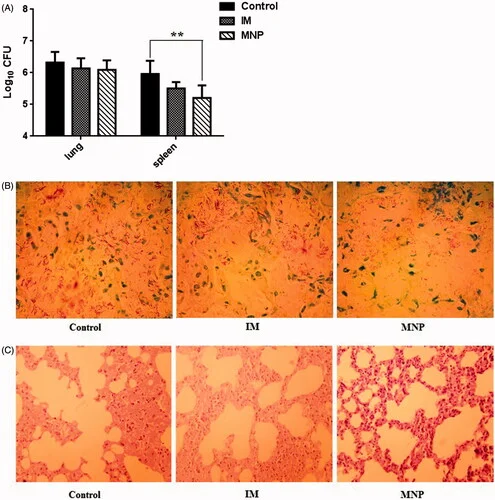 (A)
Control
IM
MNP
Log10 CFU
8
7
6
5
4
**
lung
spleen
(B)
Control IM MNP
(C)
Control IM MNP